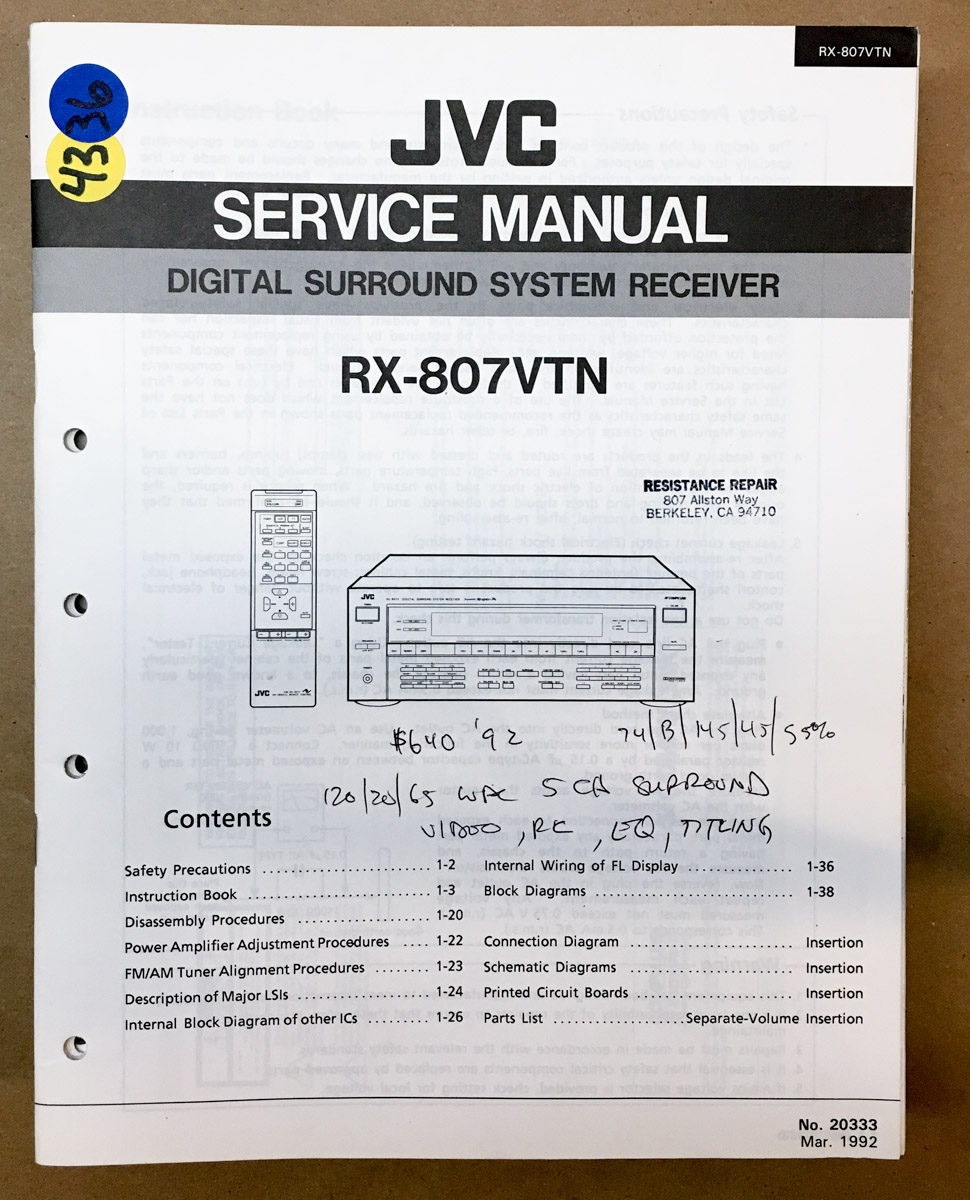 RX-807VTN
36
43
JVC
SERVICE MANUAL
DIGITAL SURROUND SYSTEM RECEIVER
RX-807VTN
RESISTANCE REPAIR
807 Allston Way
BERKELEY, CA 94710
JVC
JVC
$640 '92
74/B/145/45/55%
120/20/65 5 CH SURROUND
VIDEO, RC, EQ, TITLING
Contents
Safety Precautions .................. 1-2
Instruction Book .................... 1-3
Disassembly Procedures .............. 1-20
Power Amplifier Adjustment Procedures .... 1-22
FM/AM Tuner Alignment Procedures ........ 1-23
Description of Major LSIs ............... 1-24
Internal Block Diagram of other ICs ......... 1-26
Internal Wiring of FL Display ............ 1-36
Block Diagrams ..................... 1-38
Connection Diagram .................. Insertion
Schematic Diagrams .................. Insertion
Printed Circuit Boards ................. Insertion
Parts List .................Separate-Volume Insertion
No. 20333
Mar. 1992